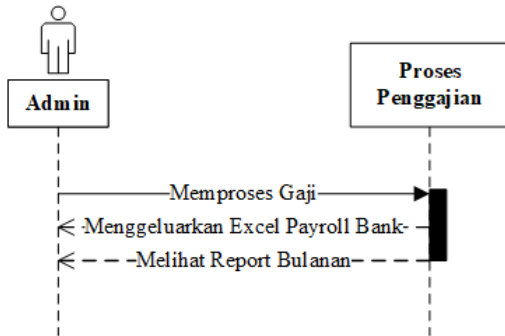 Admin
Proses
Penggajian
Memproses Gaji
Menggeluarkan Excel Payroll Bank
Melihat Report Bulanan